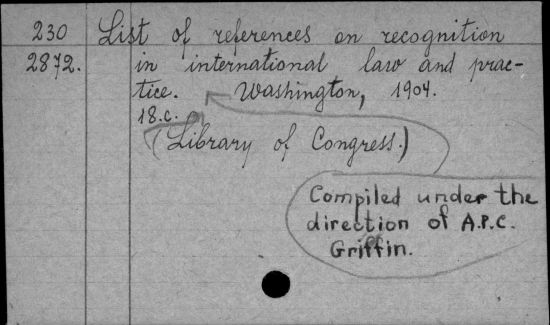 230 List of references on recognition
2872. in international law and prac-
tice. Washington, 1904.
18.c.
(Library of Congress.)
Compiled under the
direction of A.P.C.
Griffin.